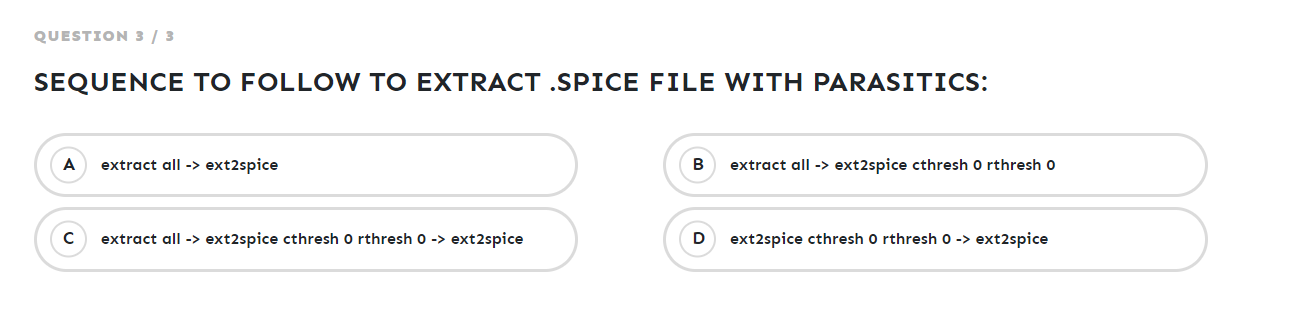 QUESTION 3 / 3
SEQUENCE TO FOLLOW TO EXTRACT .SPICE FILE WITH PARASITICS:
A extract all -> ext2spice
B extract all -> ext2spice cthresh 0 rthresh 0
C extract all -> ext2spice cthresh 0 rthresh 0 -> ext2spice
D ext2spice cthresh 0 rthresh 0 -> ext2spice